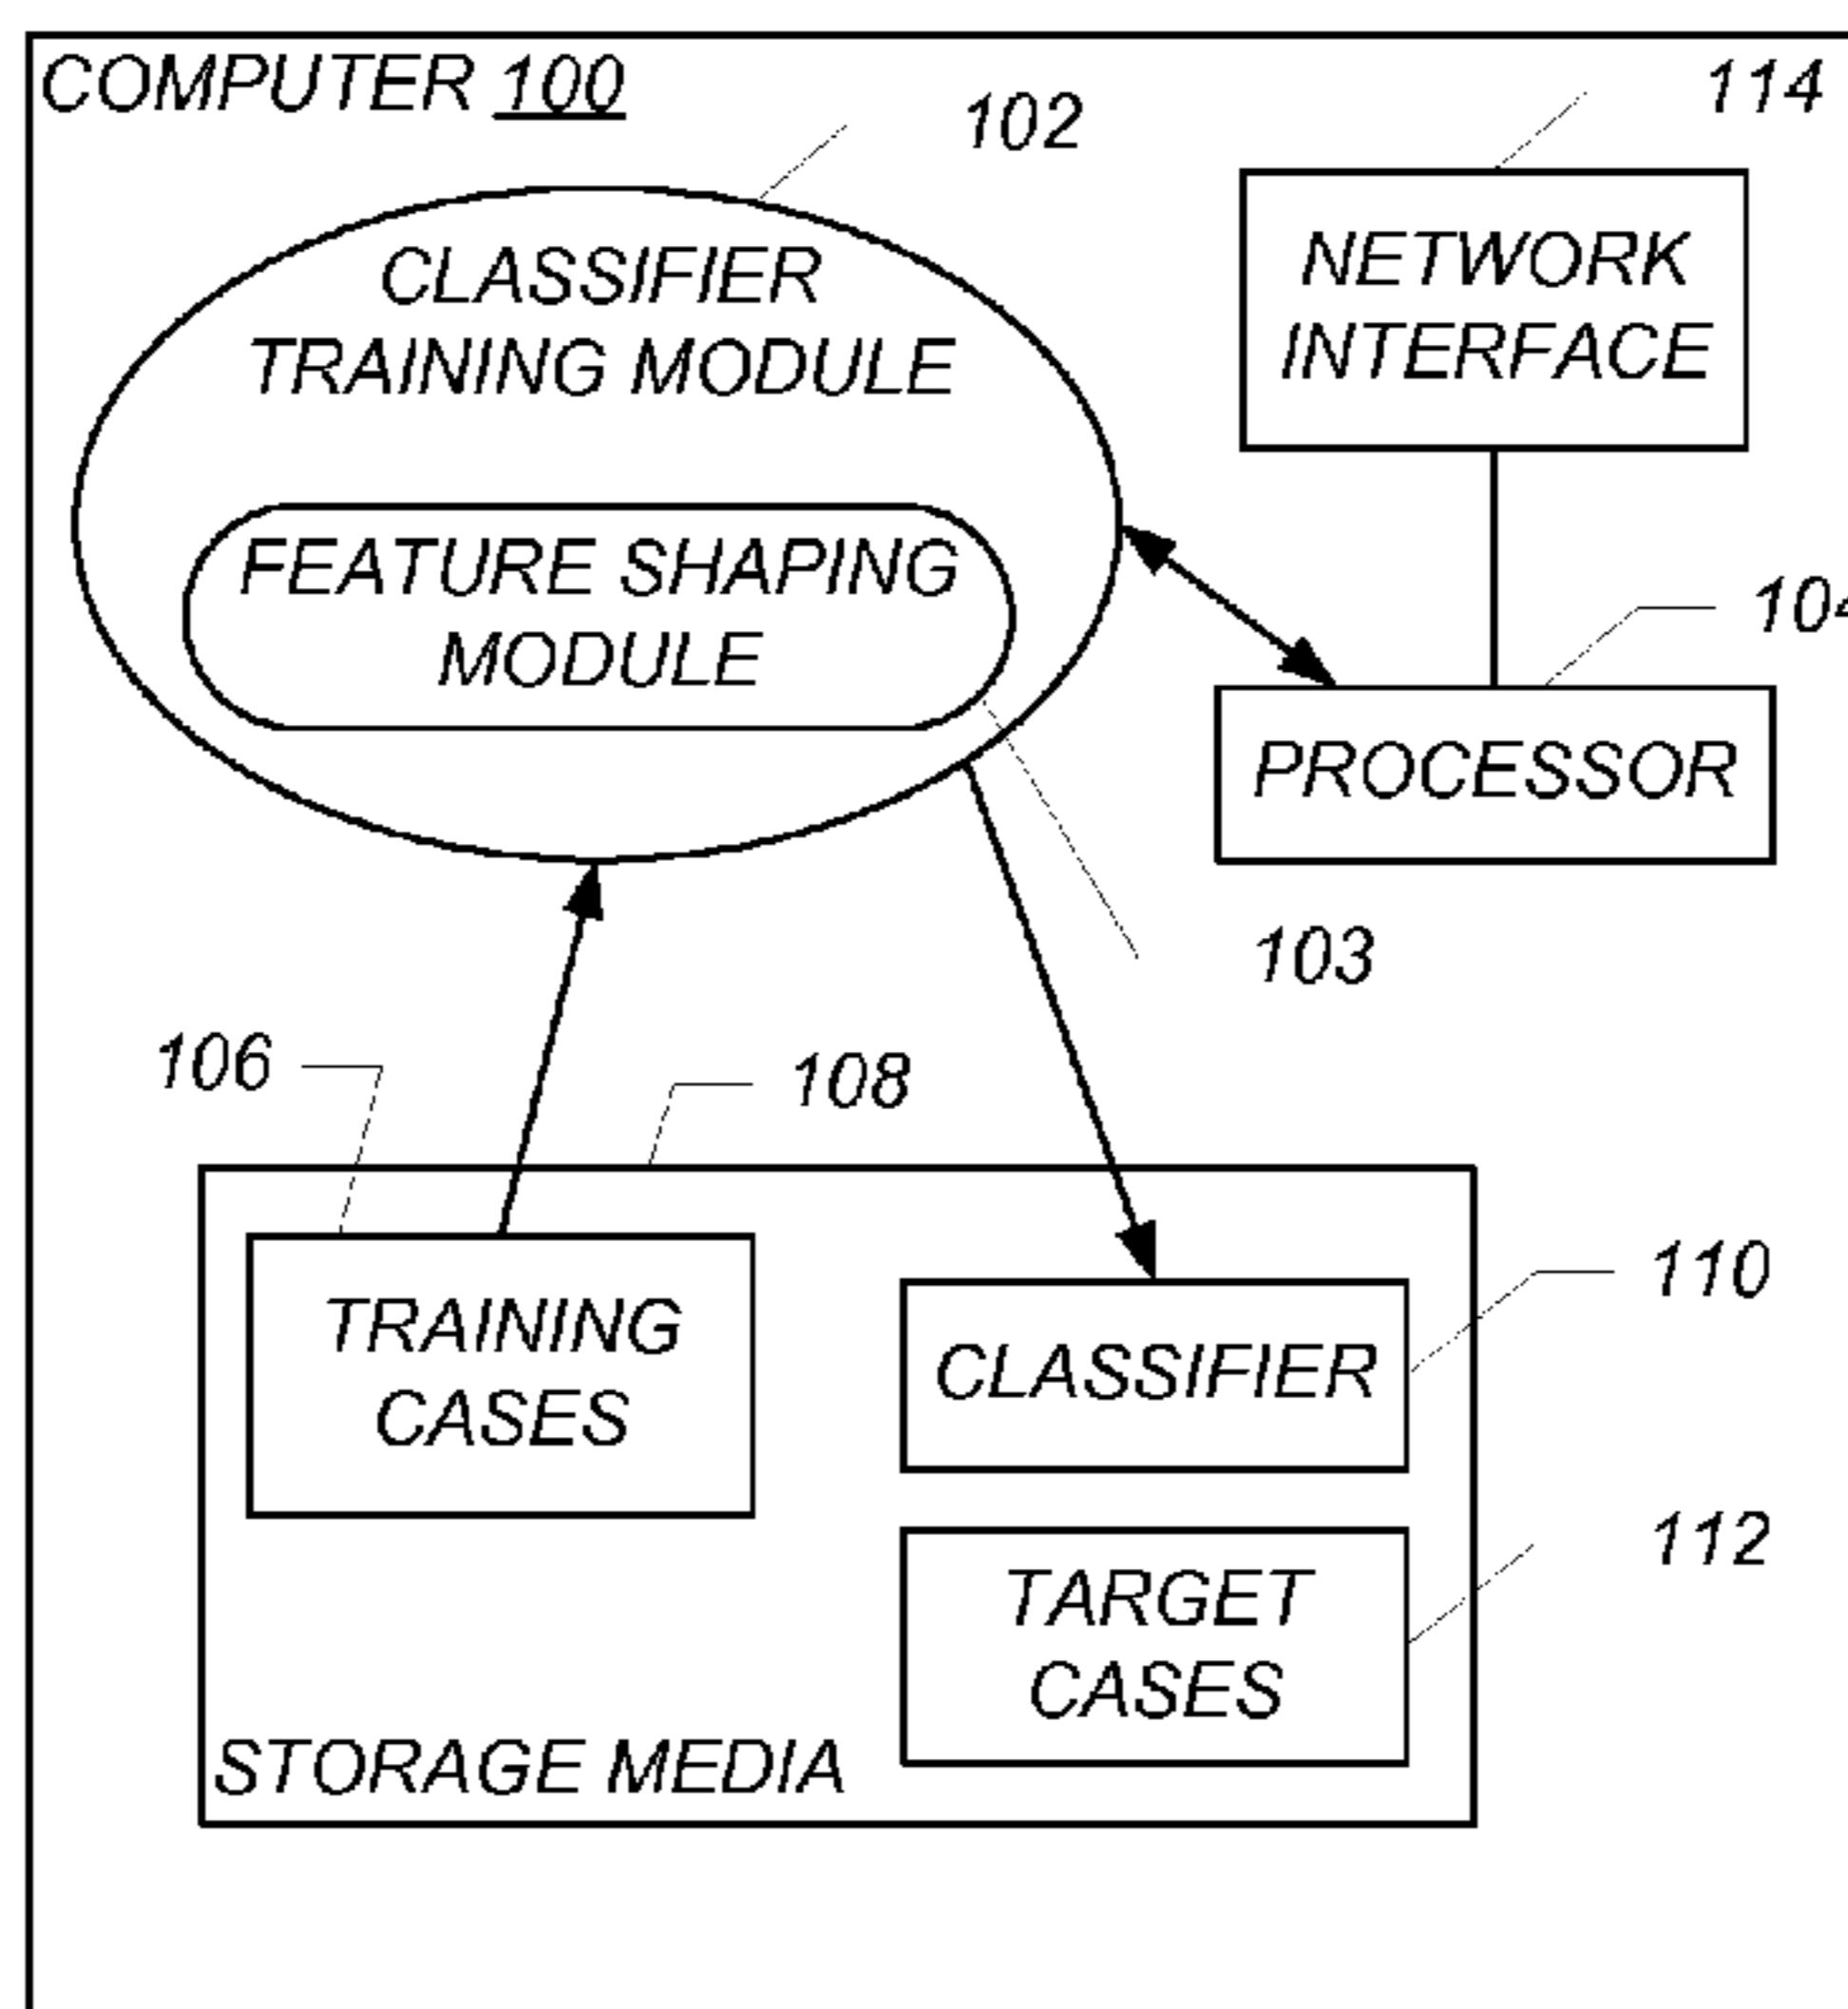 COMPUTER 100
102
114
CLASSIFIER
TRAINING MODULE
NETWORK
INTERFACE
FEATURE SHAPING
MODULE
104
PROCESSOR
103
106
108
TRAINING
CASES
110
CLASSIFIER
112
TARGET
CASES
STORAGE MEDIA